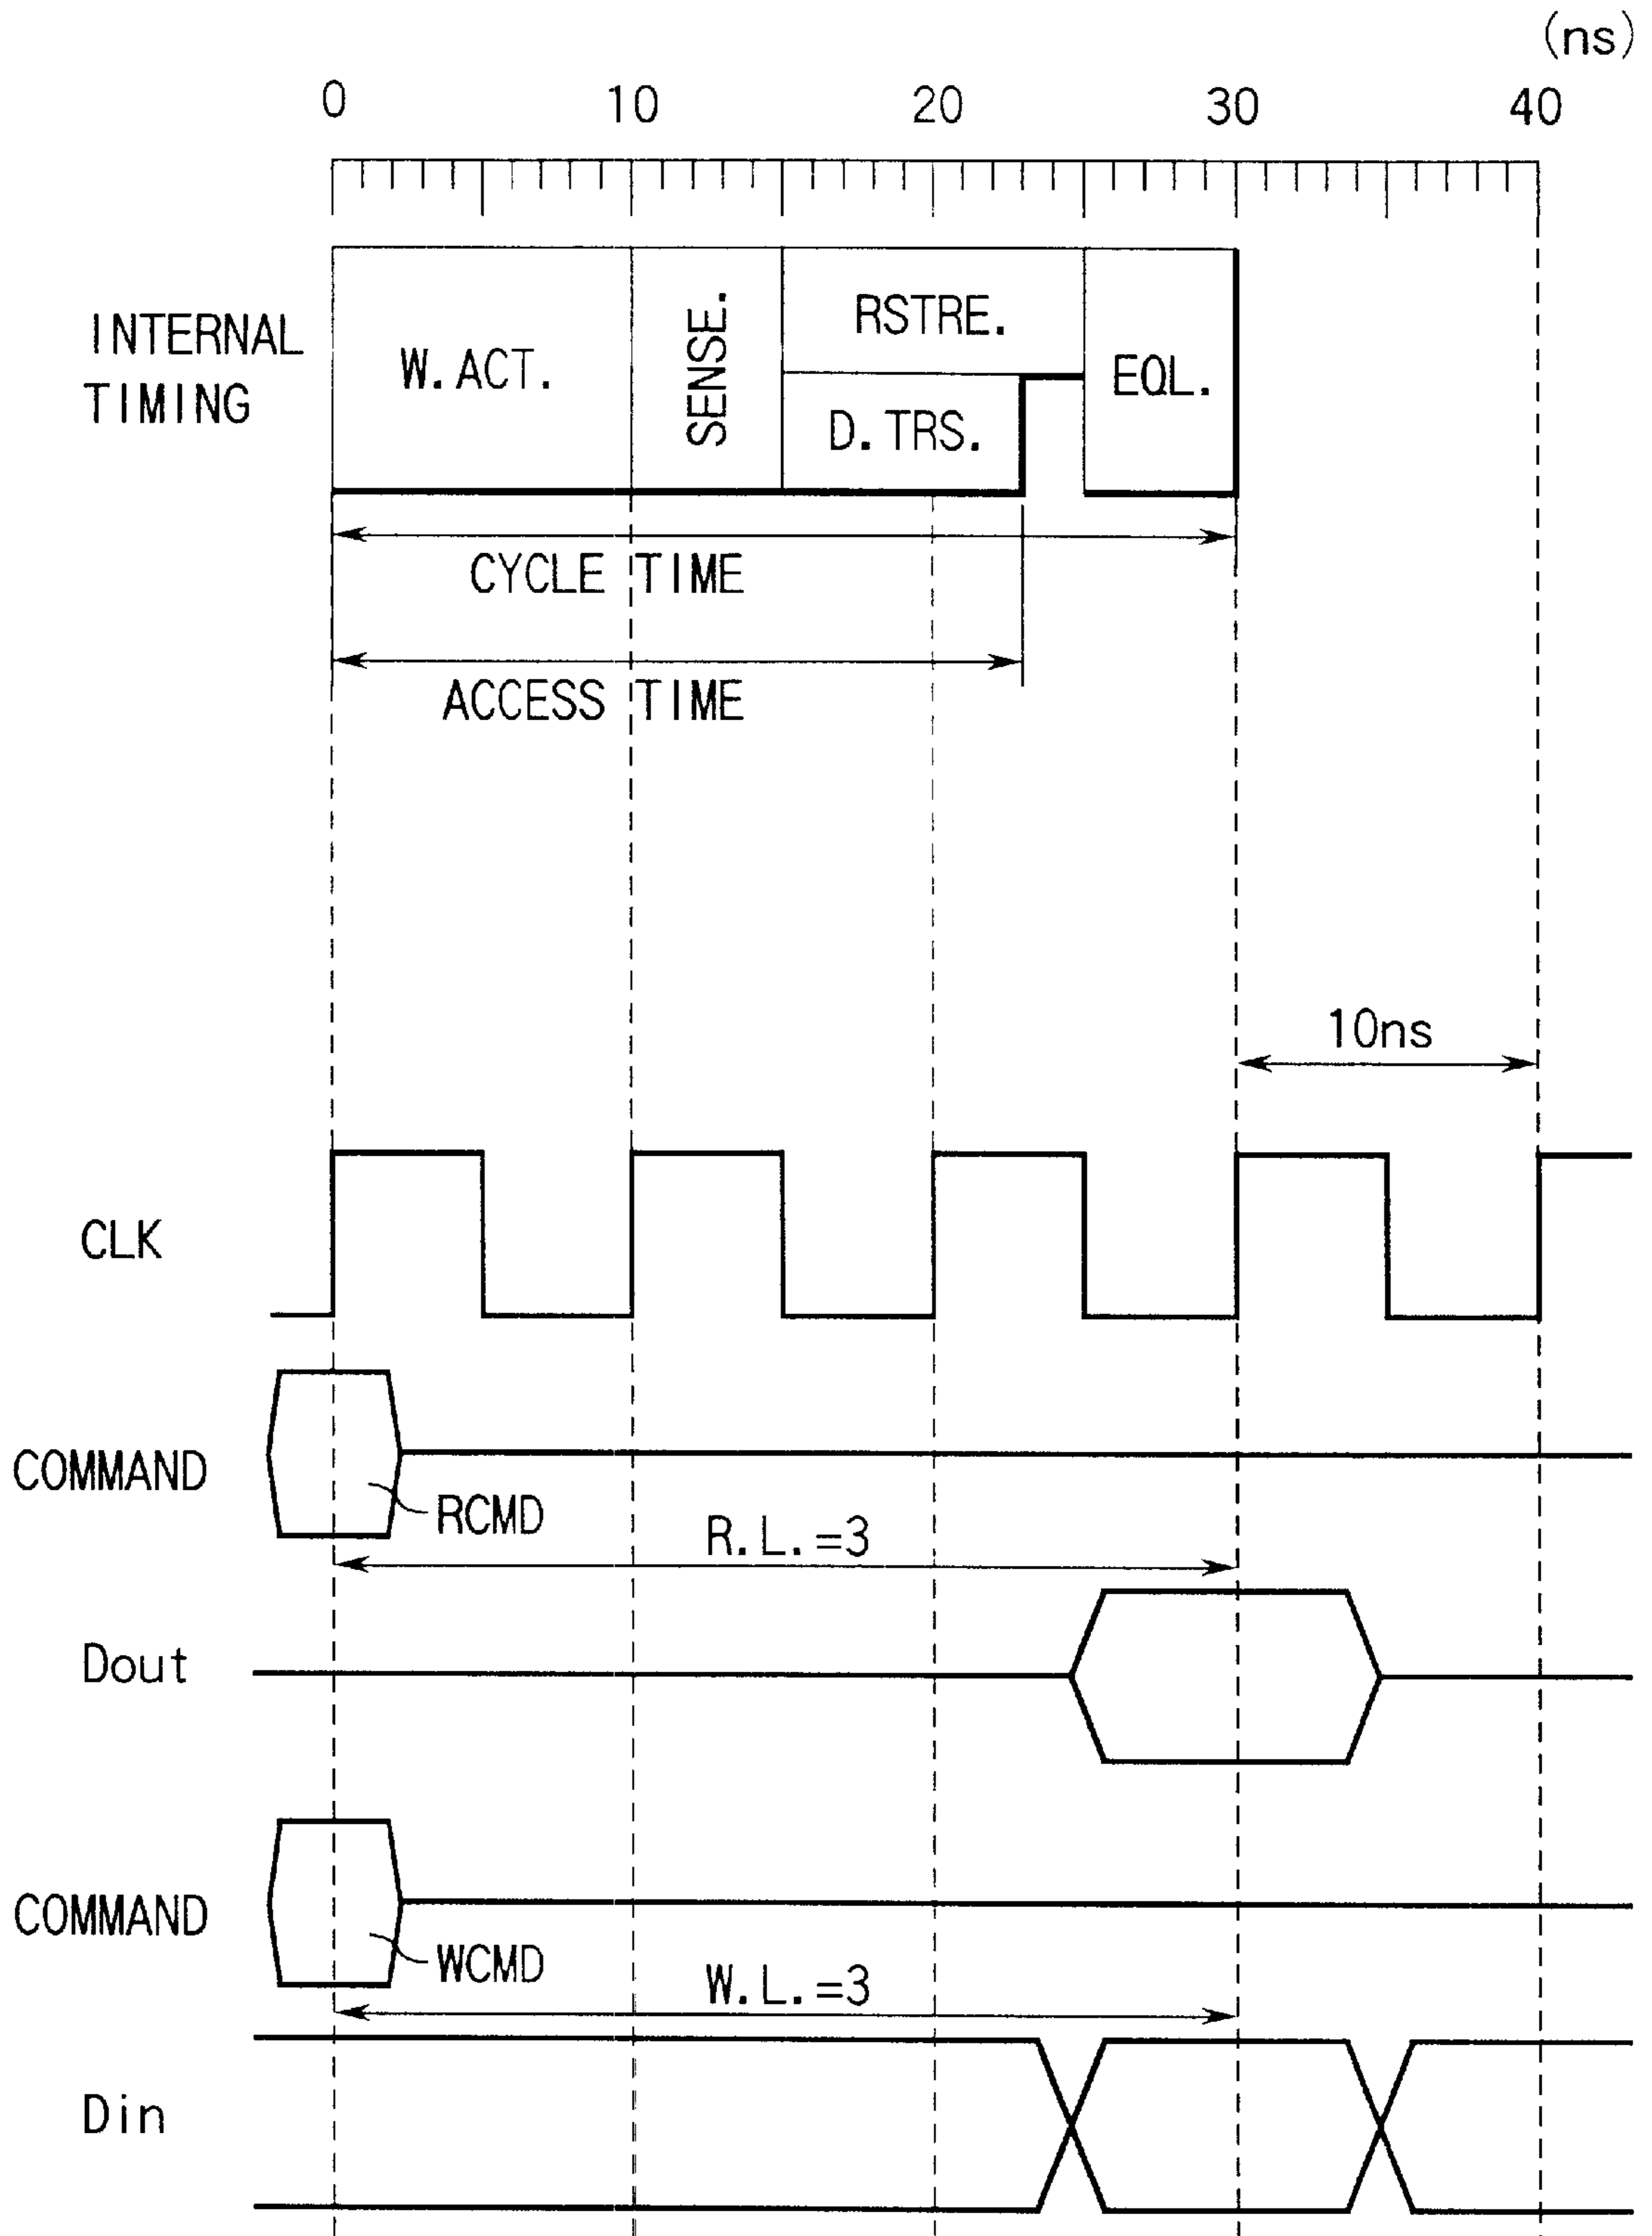 (ns)
0 10 20 30 40
INTERNAL
TIMING
W.ACT.
SENSE.
RSTRE.
D.TRS.
EQL.
CYCLE TIME
ACCESS TIME
10ns
CLK
COMMAND
RCMD
R.L.=3
Dout
COMMAND
WCMD
W.L.=3
Din